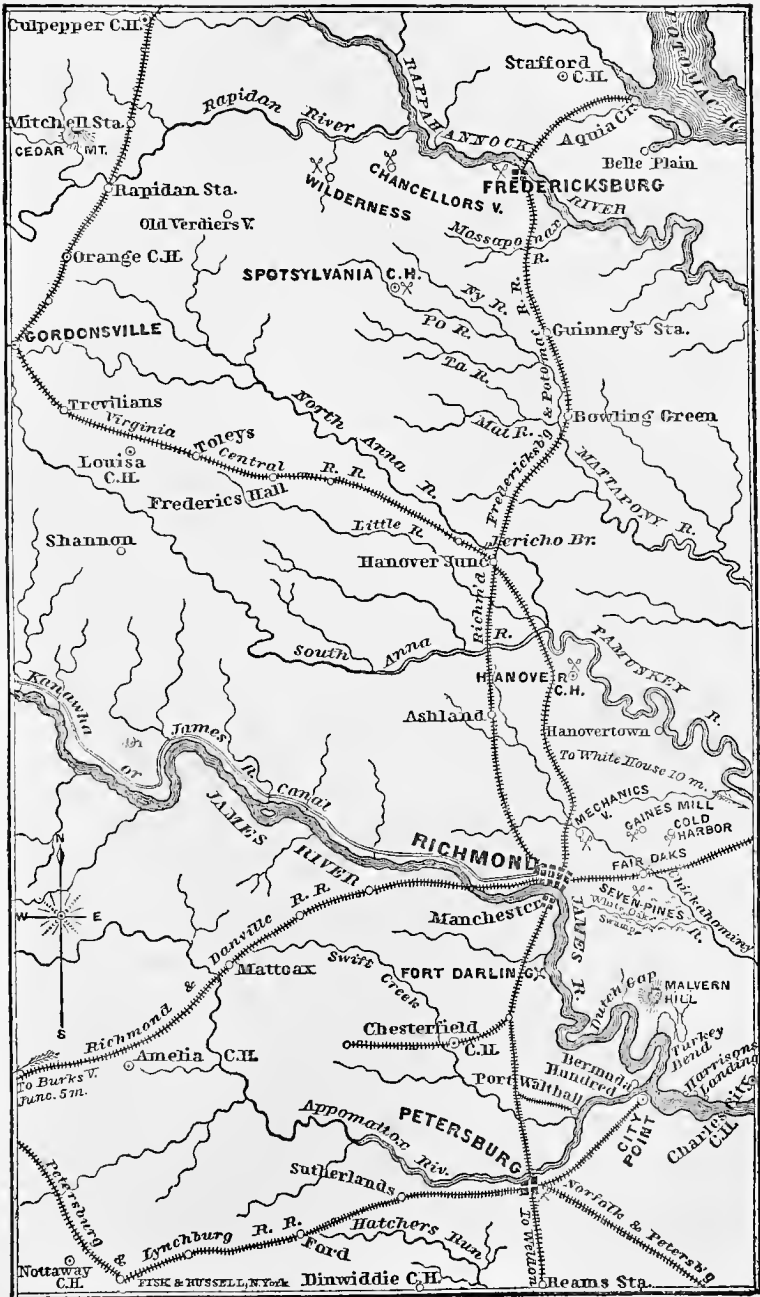 Culpepper C.H.
Stafford
C.H.
POTOMAC R.
Mitchell Sta.
CEDAR MT.
Rapidan River
RAPPAHANNOCK
RIVER
Aquia Cr.
Belle Plain
FREDERICKSBURG
CHANCELLORS V.
WILDERNESS
Rapidan Sta.
Old Verdiers V.
Massaponax
R.
Orange C.H.
SPOTSYLVANIA C.H.
Ny R.
Po R.
Ta R.
Mat R.
Guinney's Sta.
GORDONSVILLE
Trevilians
Virginia Central R.R.
Toleys
North Anna R.
Bowling Green
Louisa
C.H.
Frederics Hall
Little R.
MATTAPONY R.
Richm'd Fredericksb'g & Potomac R.R.
Shannon
Jericho Br.
Hanover Junc.
South Anna R.
PAMUNKEY R.
HANOVER
C.H.
Ashland
Hanovertown
To White House 10 m.
Kanawha or James R. Canal
JAMES RIVER
MECHANICS
V.
GAINES MILL
COLD
HARBOR
RICHMOND
FAIR OAKS
SEVEN PINES
White Oak
Swamp
Chickahominy R.
Manchester
JAMES R.
N
W
E
S
Richmond & Danville R.R.
Mattoax
Swift Creek
FORT DARLING
Dutch Gap
MALVERN
HILL
Chesterfield
C.H.
Turkey
Bend
Harrisons
Landing
To Burks V.
Junc. 5 m.
Amelia C.H.
Port Walthall
Bermuda
Hundred
Charles City
C.H.
CITY
POINT
PETERSBURG
Appomattox Riv.
Sutherlands
Petersburg & Lynchburg R.R.
Norfolk & Petersb'g
Ford
Hatchers Run
To Weldon
Nottaway
C.H.
FISK & RUSSELL, N.York
Dinwiddie C.H.
Reams Sta.